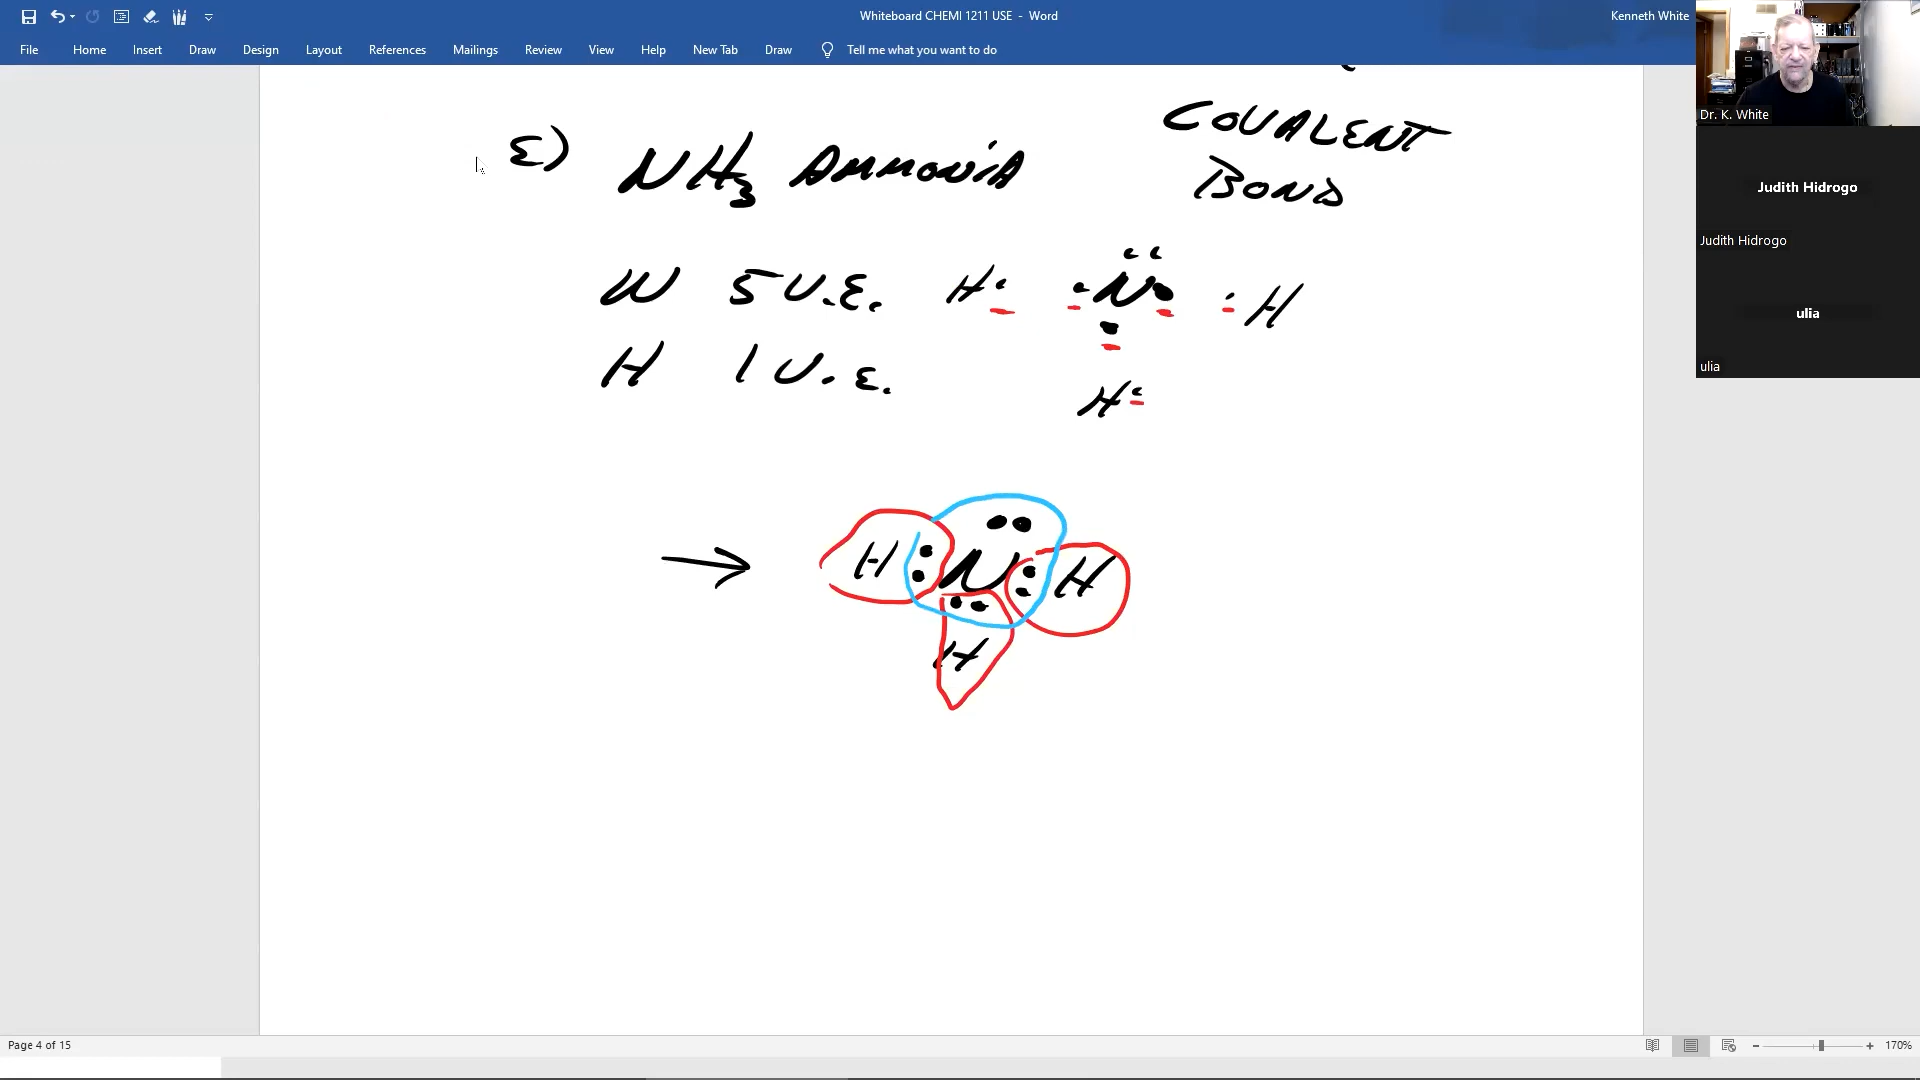 Whiteboard CHEMI 1211 USE - Word
Kenneth White
File Home Insert Draw Design Layout References Mailings Review View Help New Tab Draw Tell me what you want to do
Dr. K. White
Judith Hidrogo
Judith Hidrogo
ulia
ulia
COVALENT
BOND
E) NH3 AMMONIA
N 5 V.E. H· ·N· ·H
H 1 V.E.
H·
→ H : N : H
H
Page 4 of 15
170%